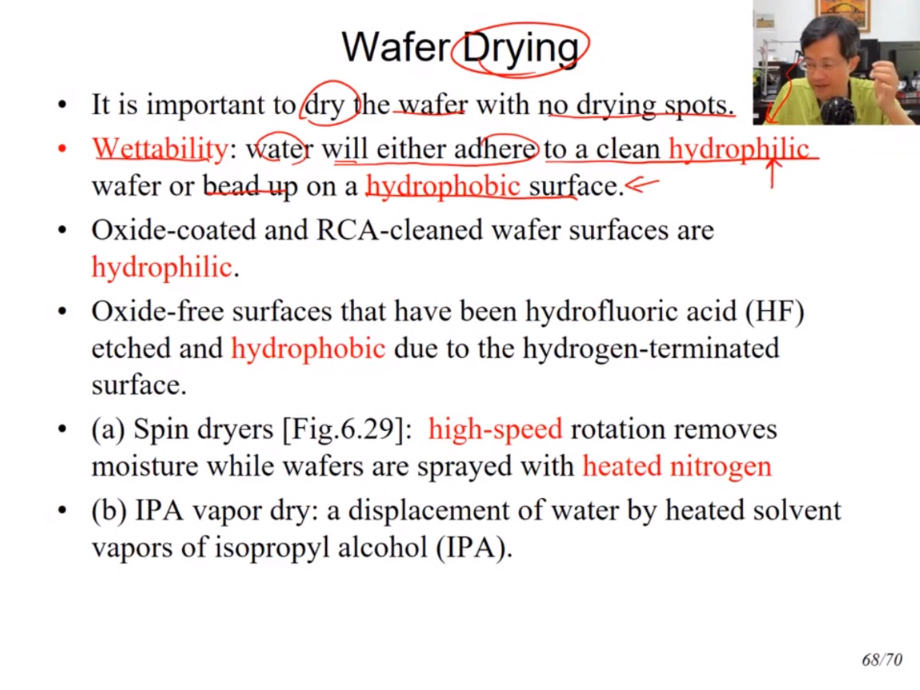 Wafer Drying
• It is important to dry the wafer with no drying spots.
• Wettability: water will either adhere to a clean hydrophilic
wafer or bead up on a hydrophobic surface.
• Oxide-coated and RCA-cleaned wafer surfaces are
hydrophilic.
• Oxide-free surfaces that have been hydrofluoric acid (HF)
etched and hydrophobic due to the hydrogen-terminated
surface.
• (a) Spin dryers [Fig.6.29]: high-speed rotation removes
moisture while wafers are sprayed with heated nitrogen
• (b) IPA vapor dry: a displacement of water by heated solvent
vapors of isopropyl alcohol (IPA).
68/70